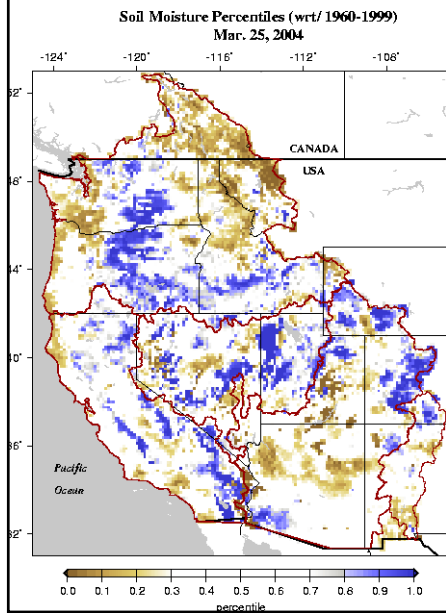 Soil Moisture Percentiles (wrt/ 1960-1999)
Mar. 25, 2004
-124° -120° -116° -112° -108°
52°
CANADA
USA
48°
44°
40°
36°
Pacific
Ocean
32°
0.0 0.1 0.2 0.3 0.4 0.5 0.6 0.7 0.8 0.9 1.0
percentile